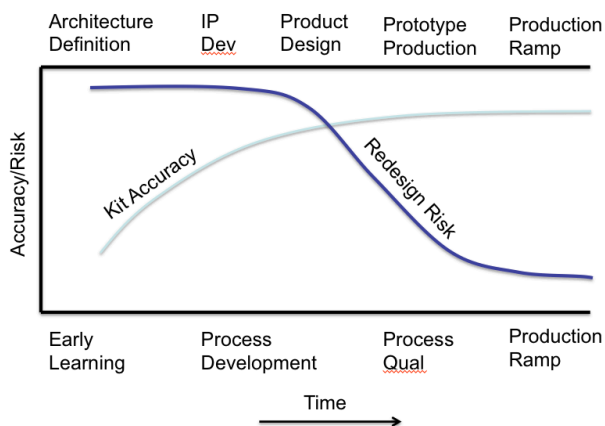 Architecture
Definition
IP
Dev
Product
Design
Prototype
Production
Production
Ramp
Accuracy/Risk
Kit Accuracy
Redesign Risk
Early
Learning
Process
Development
Process
Qual
Production
Ramp
Time